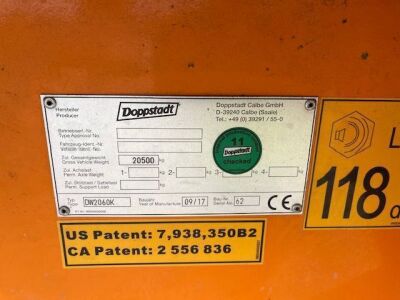 Hersteller
Producer
Doppstadt
Doppstadt Calbe GmbH
D-39240 Calbe (Saale)
Tel.: +49 (0) 39291 / 55-0
Betriebserl.-Nr.
Type Approval No.
Fahrzeug-Ident.-Nr.
Vehicle Ident.-No.
Zul. Gesamtgewicht
Gross Vehicle Weight
20500 kg
Zul. Achslast
Perm. Axle Weight
1- kg 2- kg 3- kg 4- kg
Zul. Stützlast / Sattellast
Perm. Support Load
kg
11
Doppstadt
checked
Typ
Type
DW2060K
Baujahr
Year of Manufacture
09/17
Bau-Nr.
Serial No.
62
CE
US Patent: 7,938,350B2
CA Patent: 2 556 836
L
118